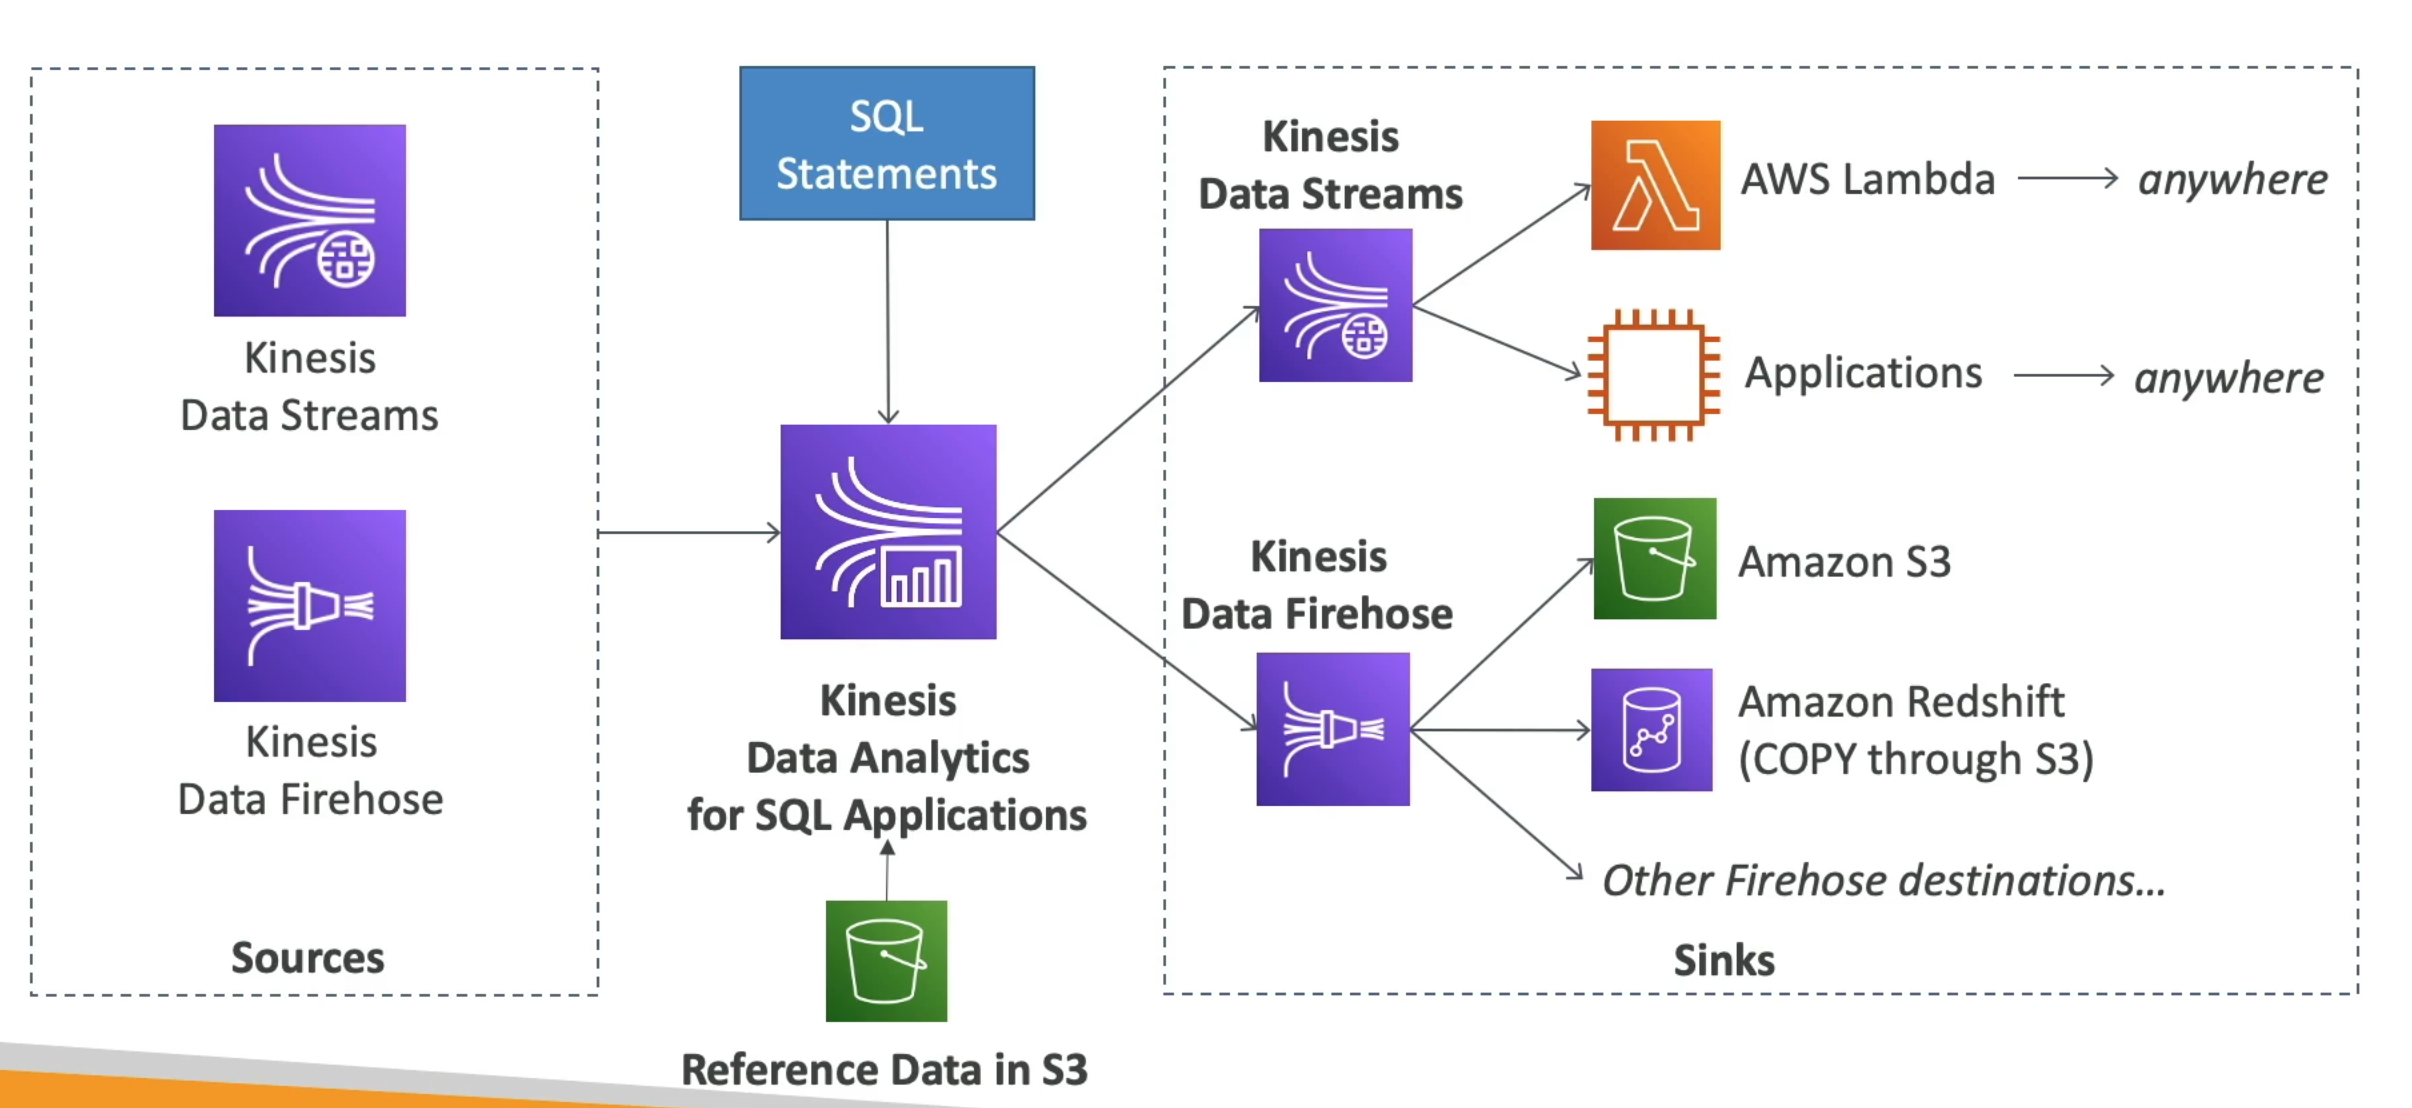 Kinesis
Data Streams
Kinesis
Data Firehose
Sources
SQL
Statements
Kinesis
Data Analytics
for SQL Applications
Reference Data in S3
Kinesis
Data Streams
AWS Lambda
anywhere
Applications
anywhere
Kinesis
Data Firehose
Amazon S3
Amazon Redshift
(COPY through S3)
Other Firehose destinations...
Sinks